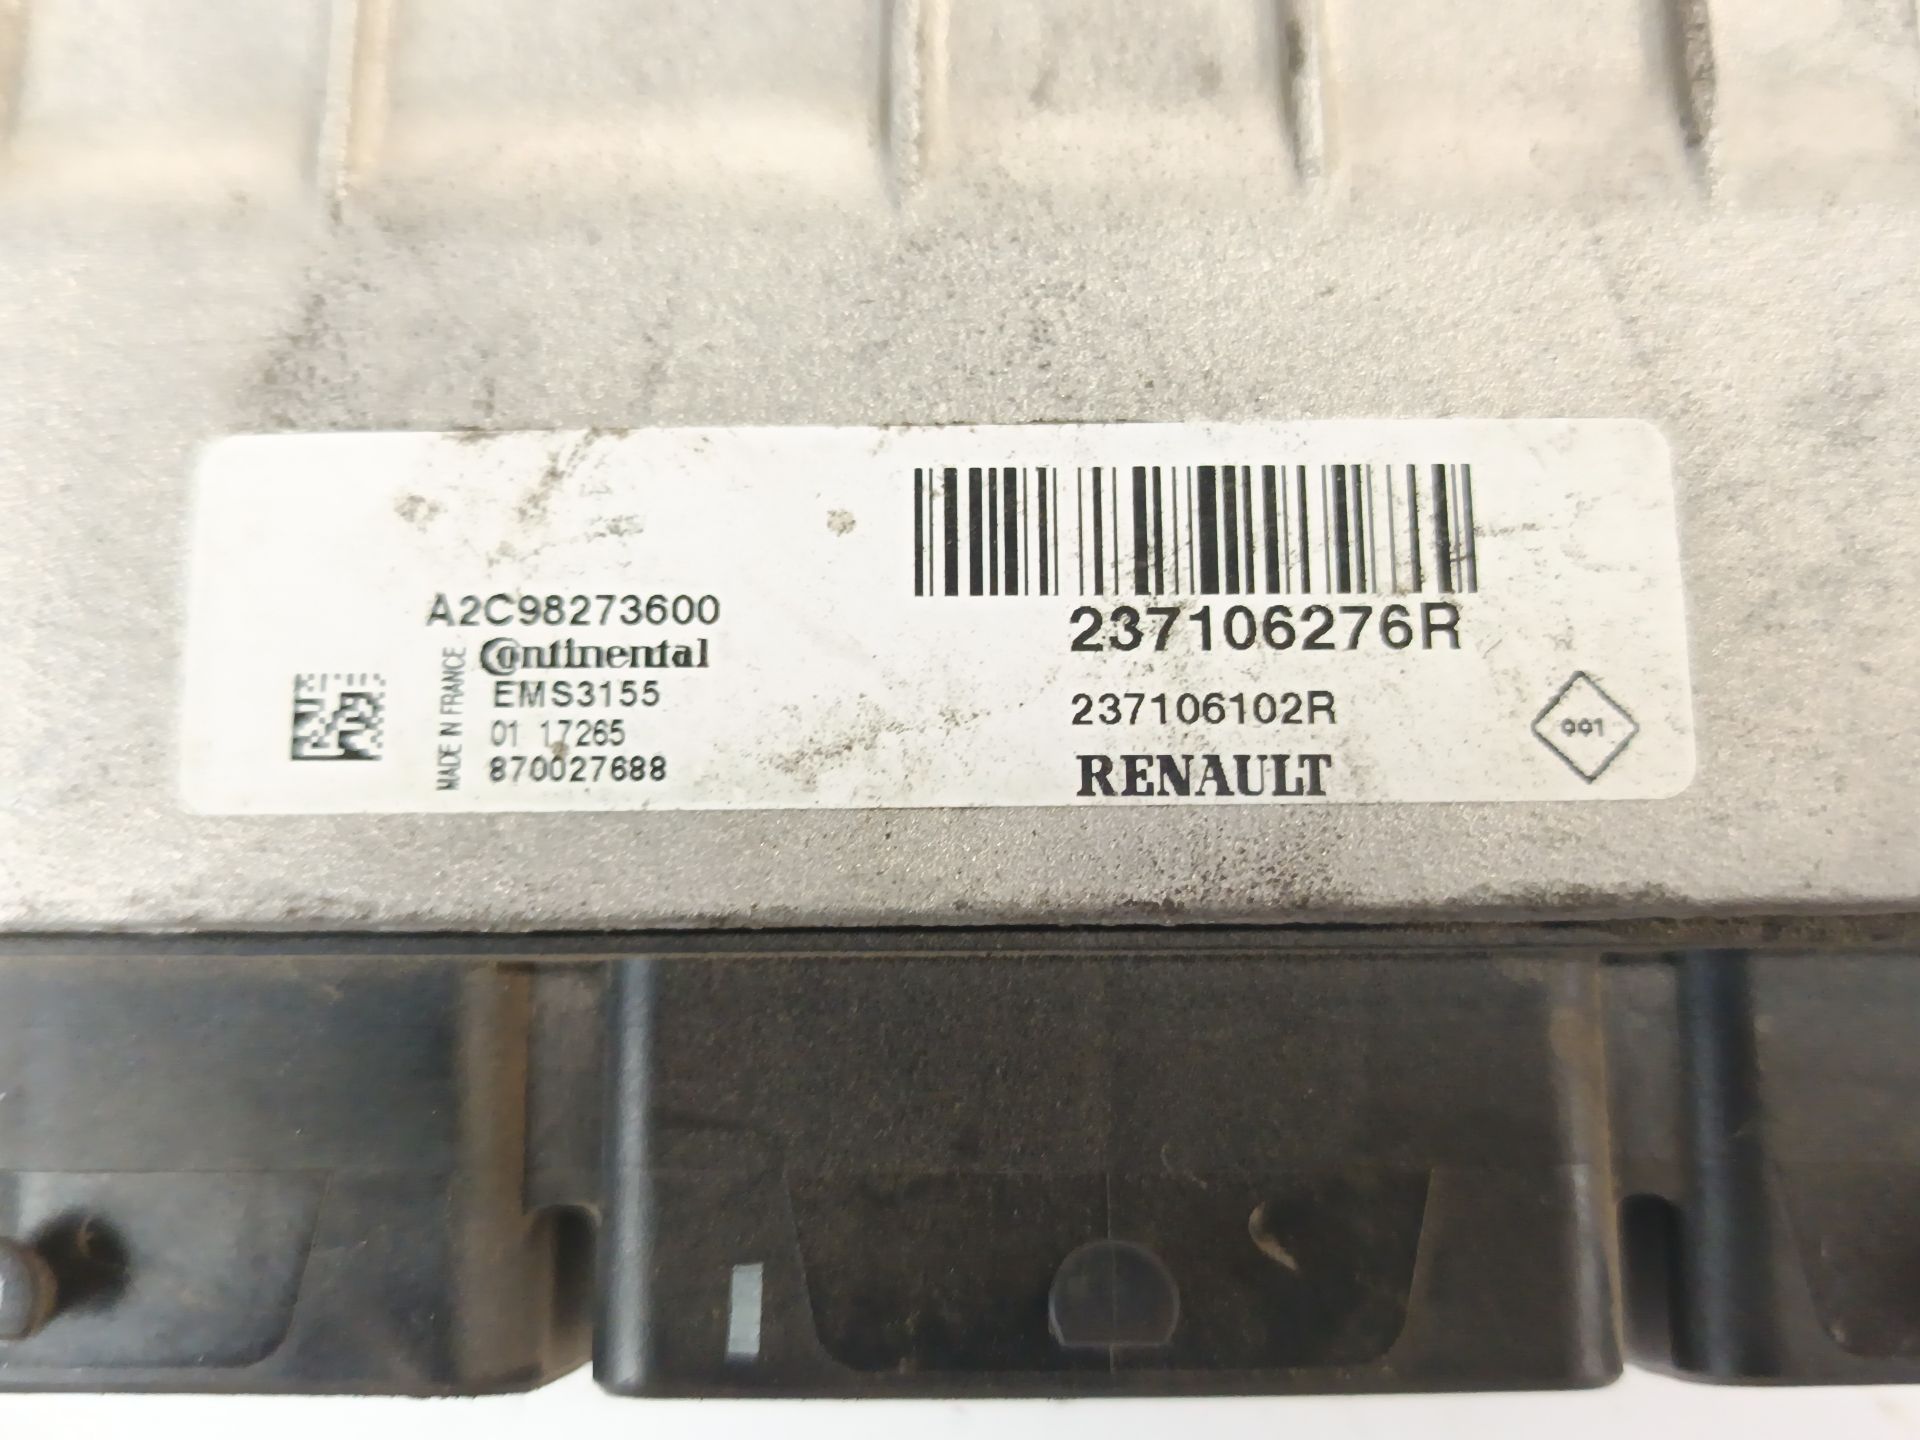 A2C98273600
Continental
EMS3155
01 17265
870027688
MADE IN FRANCE
237106276R
237106102R
RENAULT
001